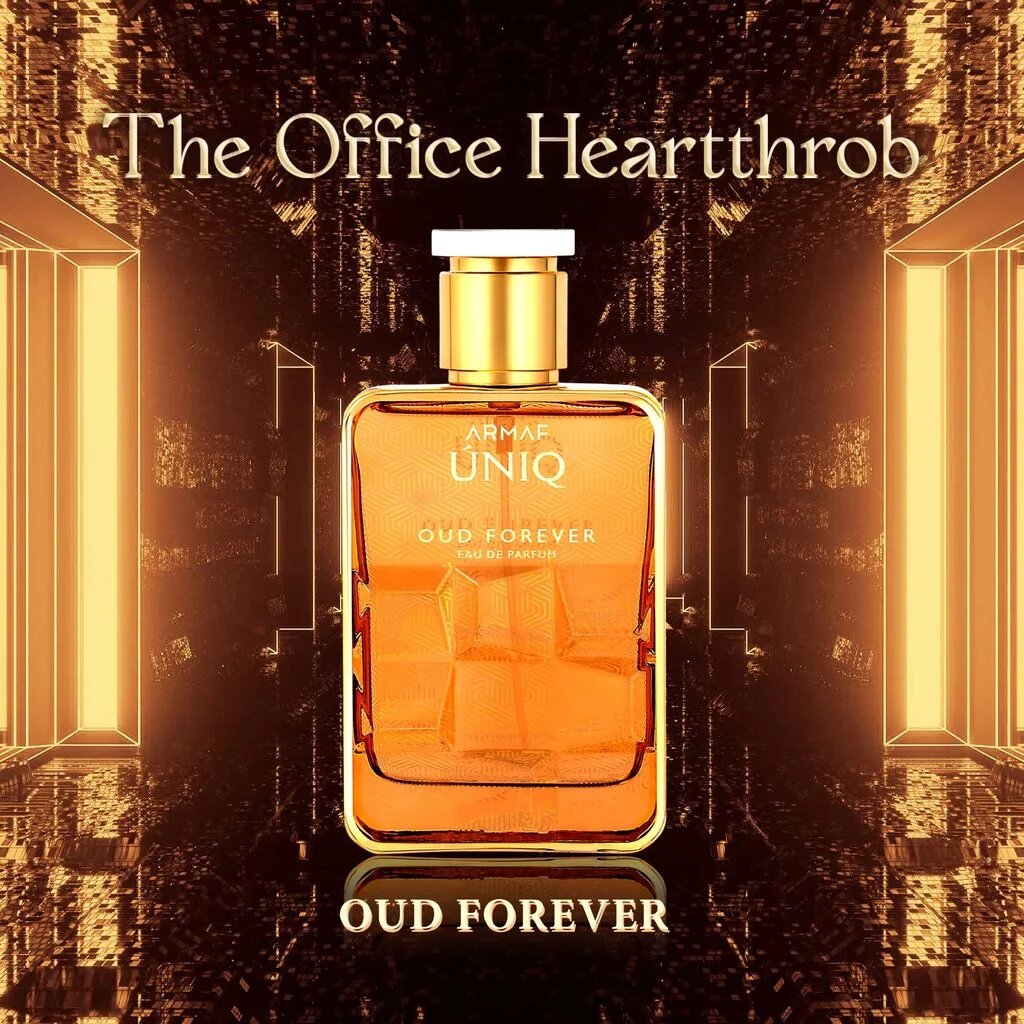 The Office Heartthrob
ARMAF
ÚNIQ
OUD FOREVER
EAU DE PARFUM
OUD FOREVER